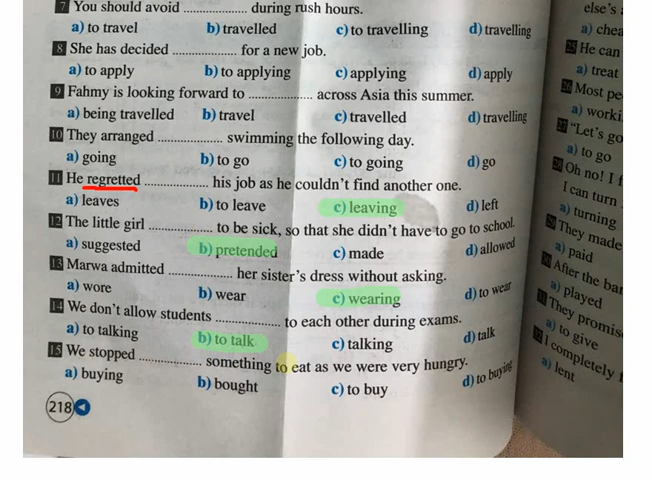 7 You should avoid .................. during rush hours.
a) to travel b) travelled c) to travelling d) travelling
8 She has decided .................. for a new job.
a) to apply b) to applying c) applying d) apply
9 Fahmy is looking forward to .................. across Asia this summer.
a) being travelled b) travel c) travelled d) travelling
10 They arranged .................. swimming the following day.
a) going b) to go c) to going d) go
11 He regretted .................. his job as he couldn't find another one.
a) leaves b) to leave c) leaving d) left
12 The little girl .................. to be sick, so that she didn't have to go to school.
a) suggested b) pretended c) made d) allowed
13 Marwa admitted .................. her sister's dress without asking.
a) wore b) wear c) wearing d) to wear
14 We don't allow students .................. to each other during exams.
a) to talking b) to talk c) talking d) talk
15 We stopped .................. something to eat as we were very hungry.
a) buying b) bought c) to buy d) to buying
218
else's
a)
25 He can
a) treat
26 Most
a)
27 "Let's go
a) to go
28 Oh no! I
I can turn
a) turning
29 They made
a) paid
30 After the
a) played
31 They
a) to give
32 I completely
a) lent